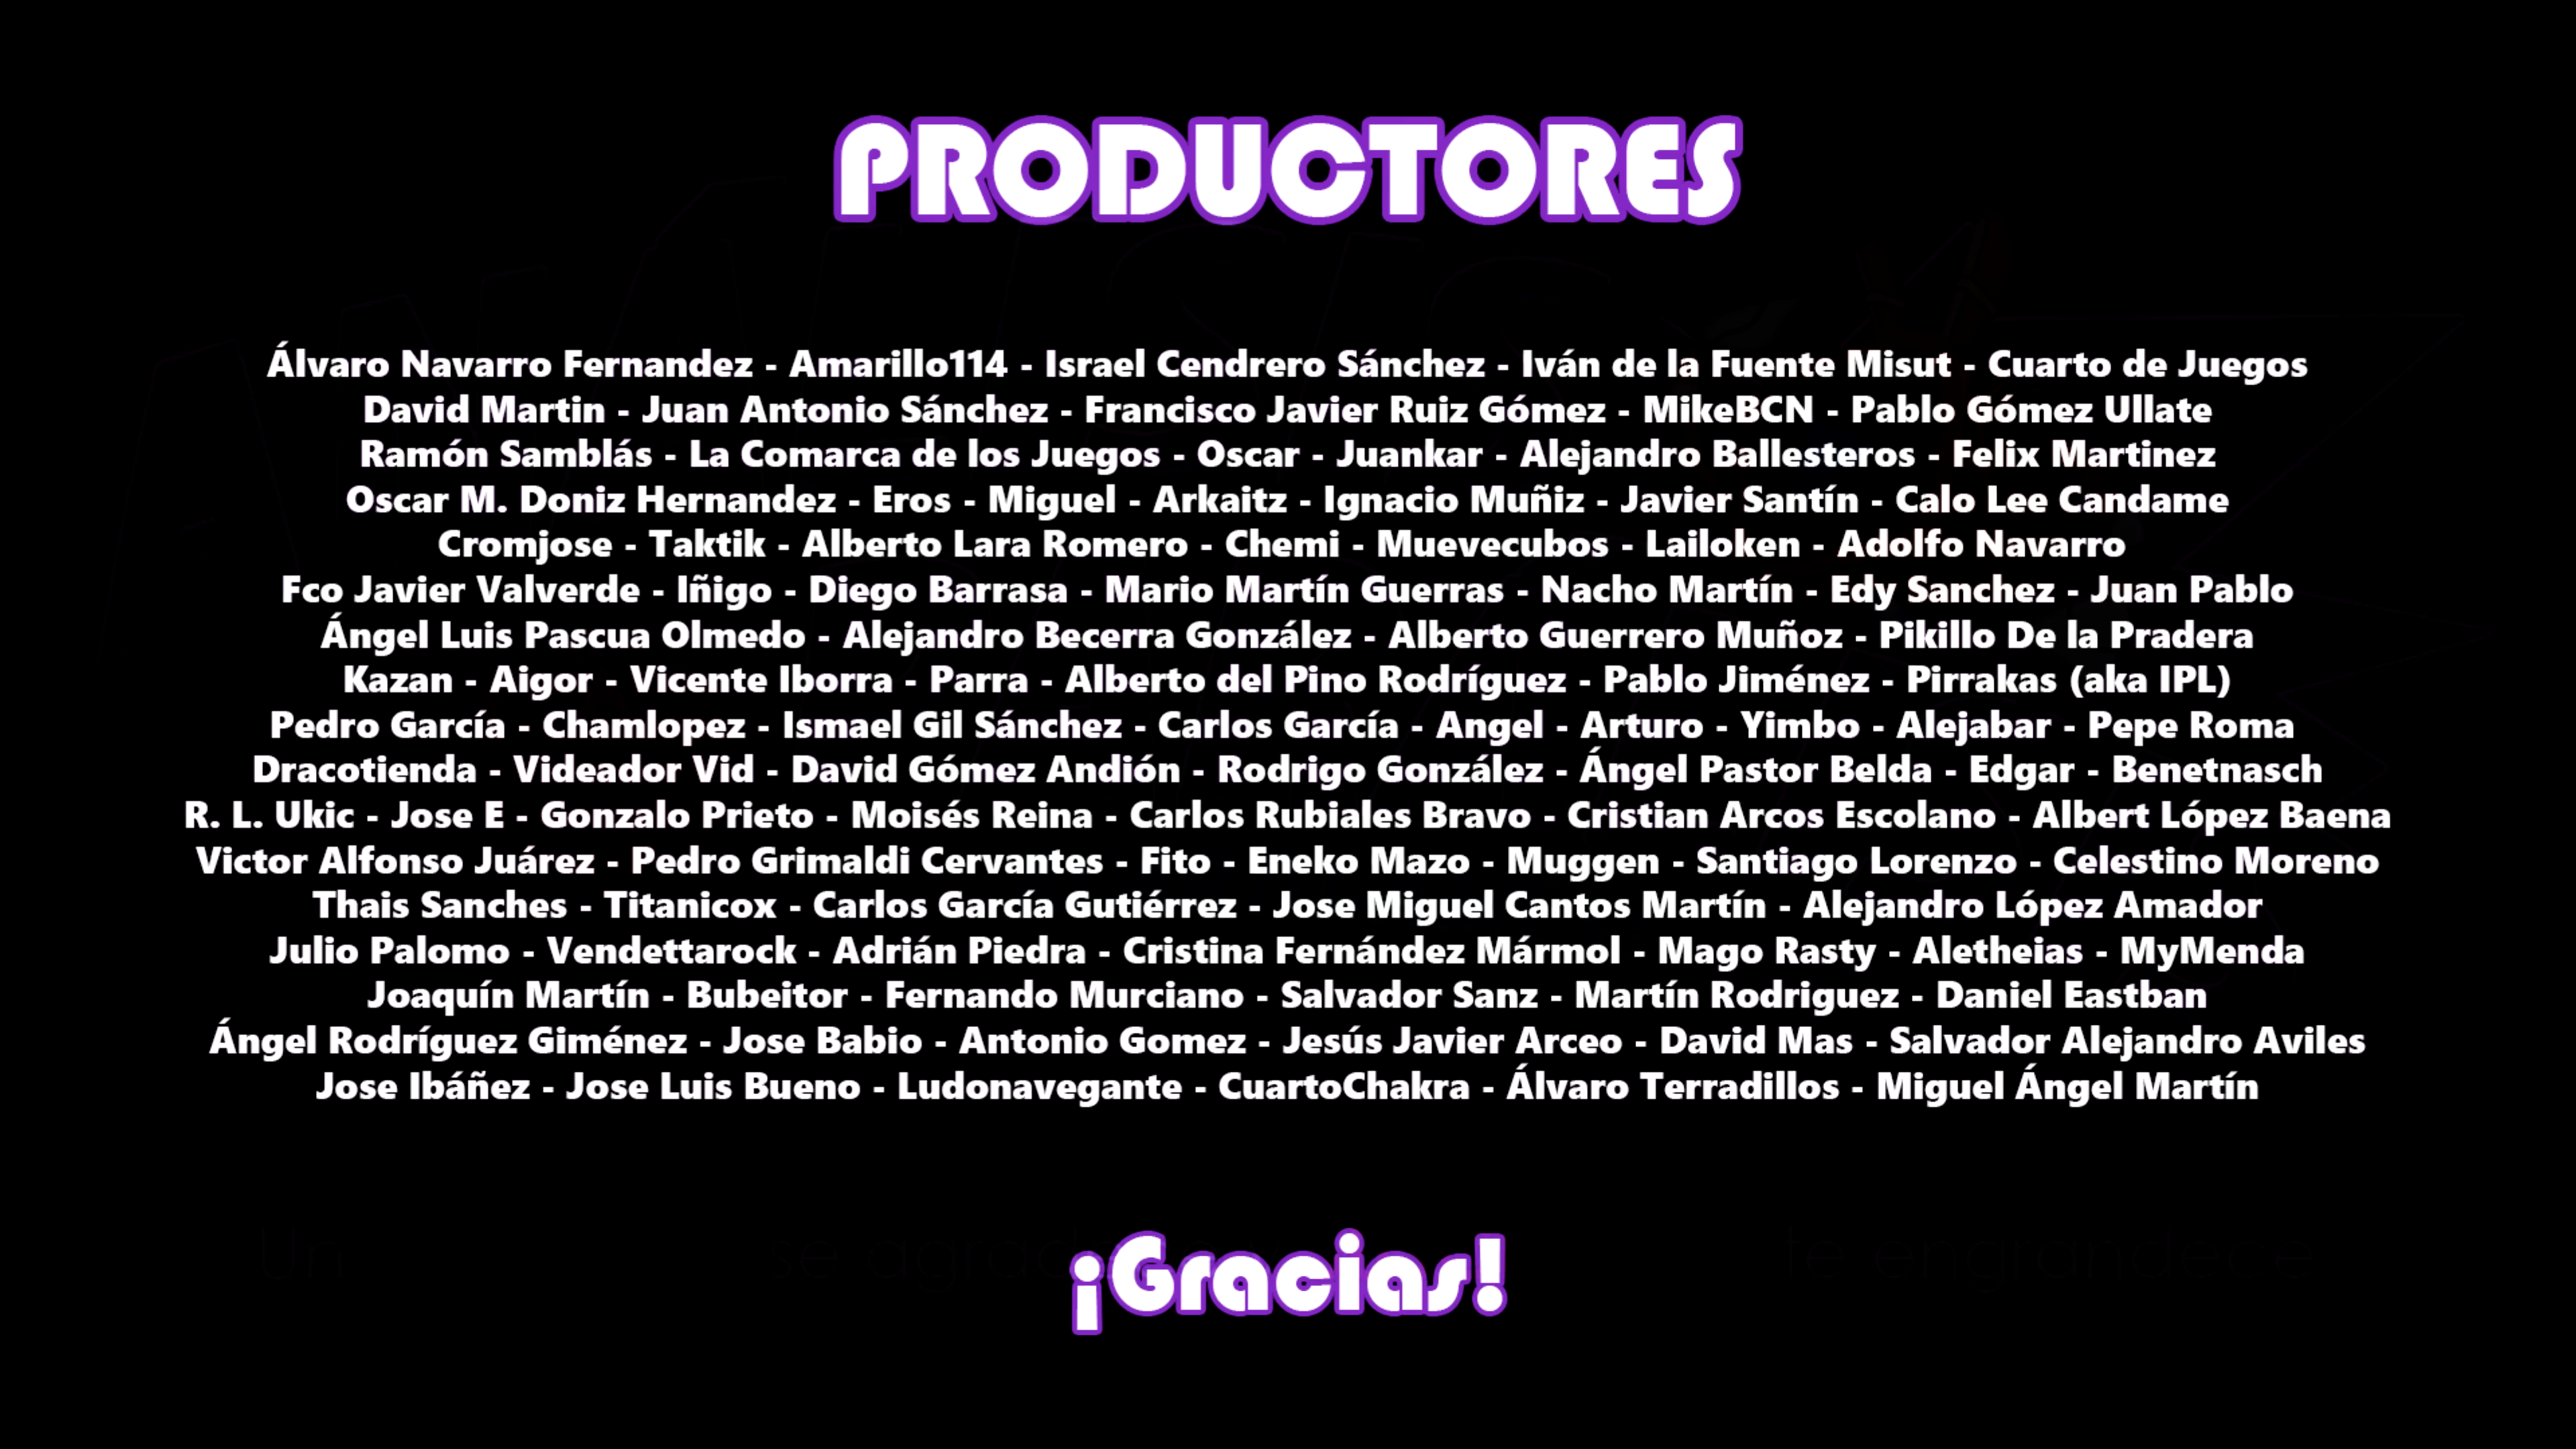 PRODUCTORES
Álvaro Navarro Fernandez - Amarillo114 - Israel Cendrero Sánchez - Iván de la Fuente Misut - Cuarto de Juegos
David Martin - Juan Antonio Sánchez - Francisco Javier Ruiz Gómez - MikeBCN - Pablo Gómez Ullate
Ramón Samblás - La Comarca de los Juegos - Oscar - Juankar - Alejandro Ballesteros - Felix Martinez
Oscar M. Doniz Hernandez - Eros - Miguel - Arkaitz - Ignacio Muñiz - Javier Santín - Calo Lee Candame
Cromjose - Taktik - Alberto Lara Romero - Chemi - Muevecubos - Lailoken - Adolfo Navarro
Fco Javier Valverde - Iñigo - Diego Barrasa - Mario Martín Guerras - Nacho Martín - Edy Sanchez - Juan Pablo
Ángel Luis Pascua Olmedo - Alejandro Becerra González - Alberto Guerrero Muñoz - Pikillo De la Pradera
Kazan - Aigor - Vicente Iborra - Parra - Alberto del Pino Rodríguez - Pablo Jiménez - Pirrakas (aka IPL)
Pedro García - Chamlopez - Ismael Gil Sánchez - Carlos García - Angel - Arturo - Yimbo - Alejabar - Pepe Roma
Dracotienda - Videador Vid - David Gómez Andión - Rodrigo González - Ángel Pastor Belda - Edgar - Benetnasch
R. L. Ukic - Jose E - Gonzalo Prieto - Moisés Reina - Carlos Rubiales Bravo - Cristian Arcos Escolano - Albert López Baena
Victor Alfonso Juárez - Pedro Grimaldi Cervantes - Fito - Eneko Mazo - Muggen - Santiago Lorenzo - Celestino Moreno
Thais Sanches - Titanicox - Carlos García Gutiérrez - Jose Miguel Cantos Martín - Alejandro López Amador
Julio Palomo - Vendettarock - Adrián Piedra - Cristina Fernández Mármol - Mago Rasty - Aletheias - MyMenda
Joaquín Martín - Bubeitor - Fernando Murciano - Salvador Sanz - Martín Rodriguez - Daniel Eastban
Ángel Rodríguez Giménez - Jose Babio - Antonio Gomez - Jesús Javier Arceo - David Mas - Salvador Alejandro Aviles
Jose Ibáñez - Jose Luis Bueno - Ludonavegante - CuartoChakra - Álvaro Terradillos - Miguel Ángel Martín
¡Gracias!